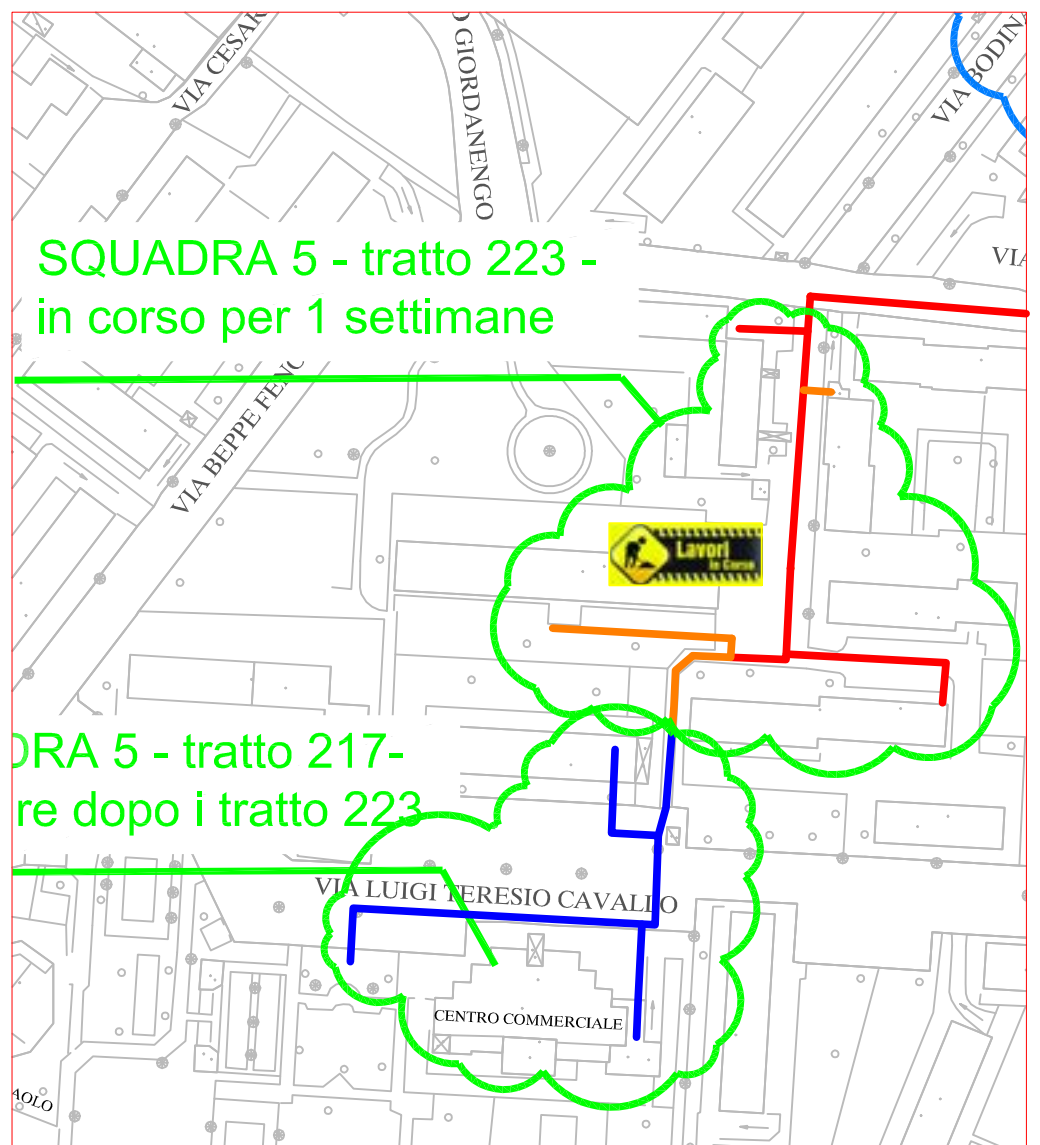 VIA CESAR
O GIORDANENGO
VIA BODINA
VIA
SQUADRA 5 - tratto 223 -
in corso per 1 settimane
VIA BEPPE FENO
Lavori
in Corso
DRA 5 - tratto 217-
re dopo i tratto 223
VIA LUIGI TERESIO CAVALLO
CENTRO COMMERCIALE
AOLO